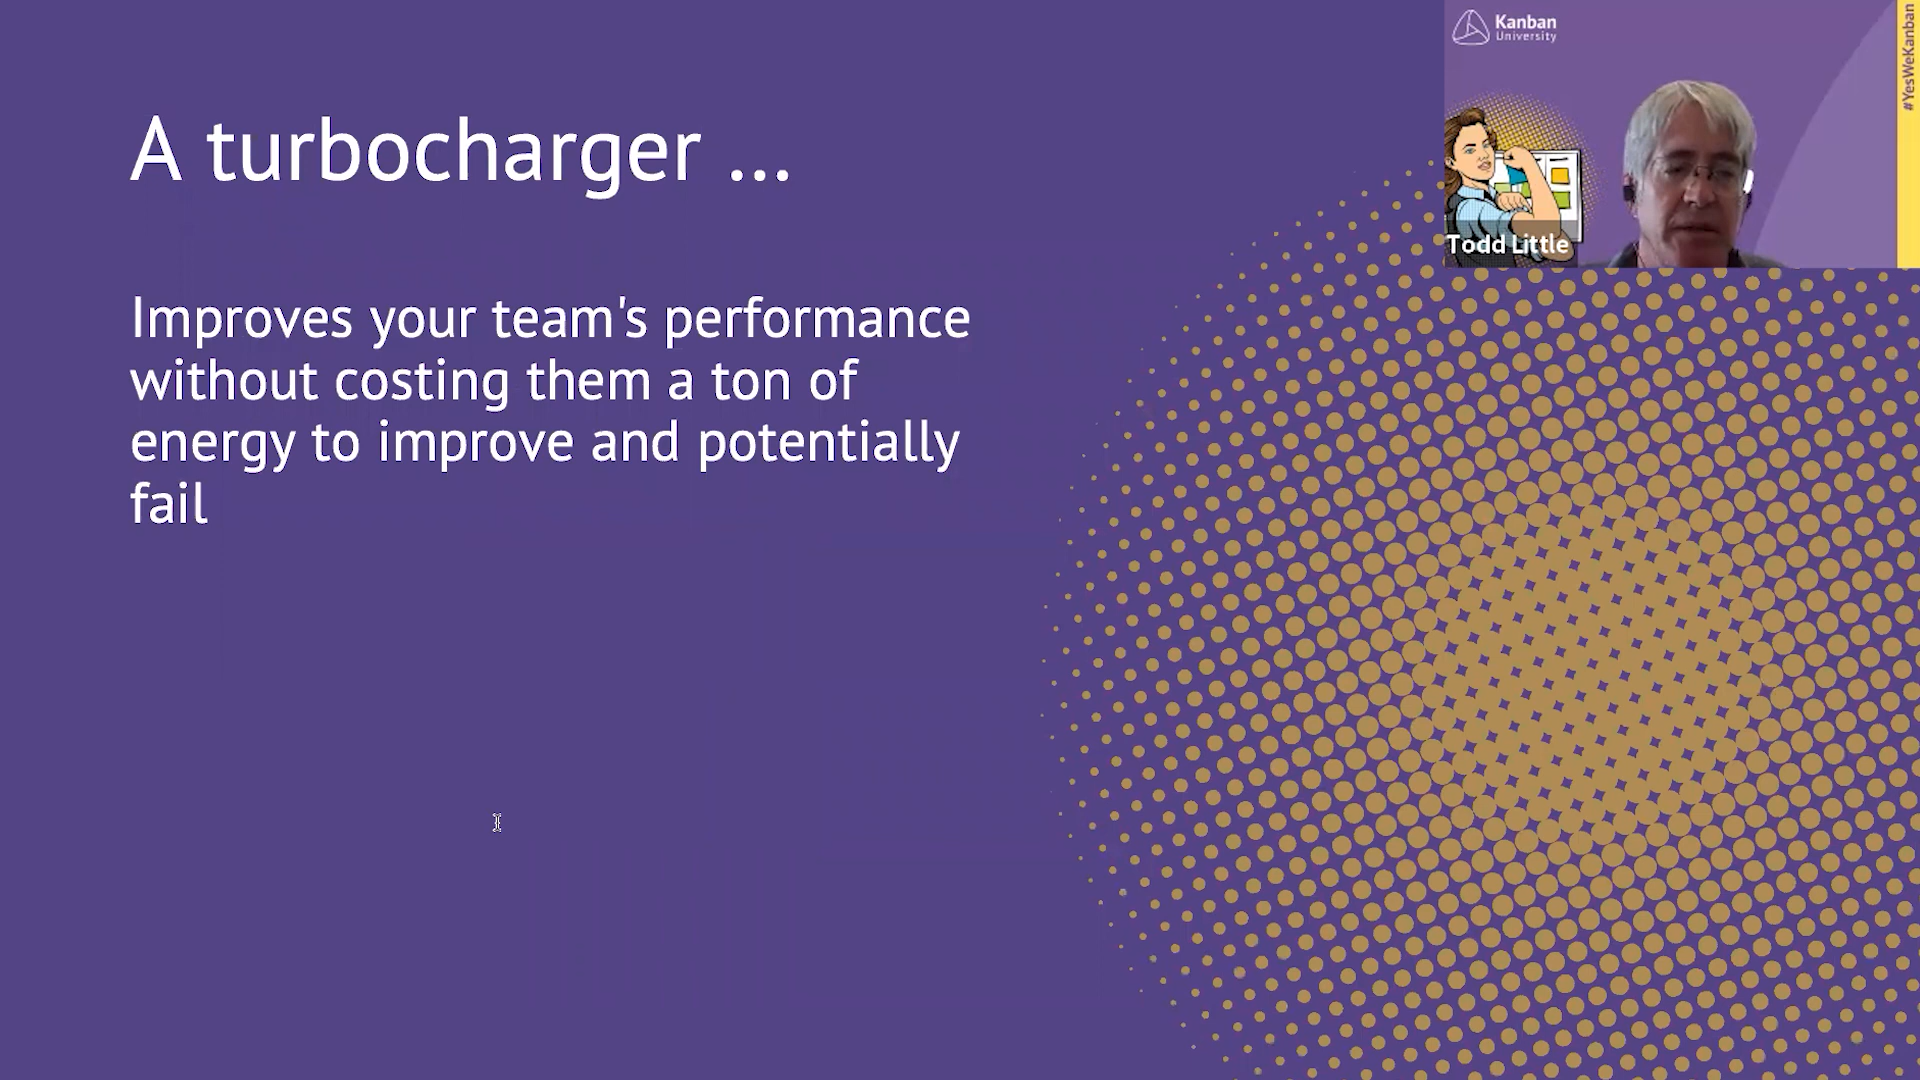 A turbocharger ...
Improves your team's performance
without costing them a ton of
energy to improve and potentially
fail
Kanban
University
#YesWeKanban
Todd Little